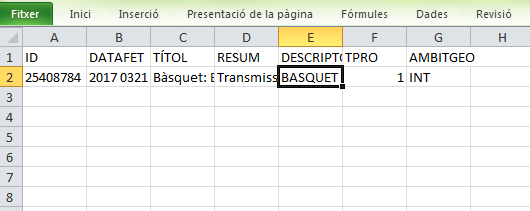 Fitxer Inici Inserció Presentació de la pàgina Fórmules Dades Revisió
A B C D E F G H
1 ID DATAFET TÍTOL RESUM DESCRIPTO TPRO AMBITGEO
2 25408784 2017 0321 Bàsquet: Transmiss BASQUET 1 INT
3
4
5
6
7
8